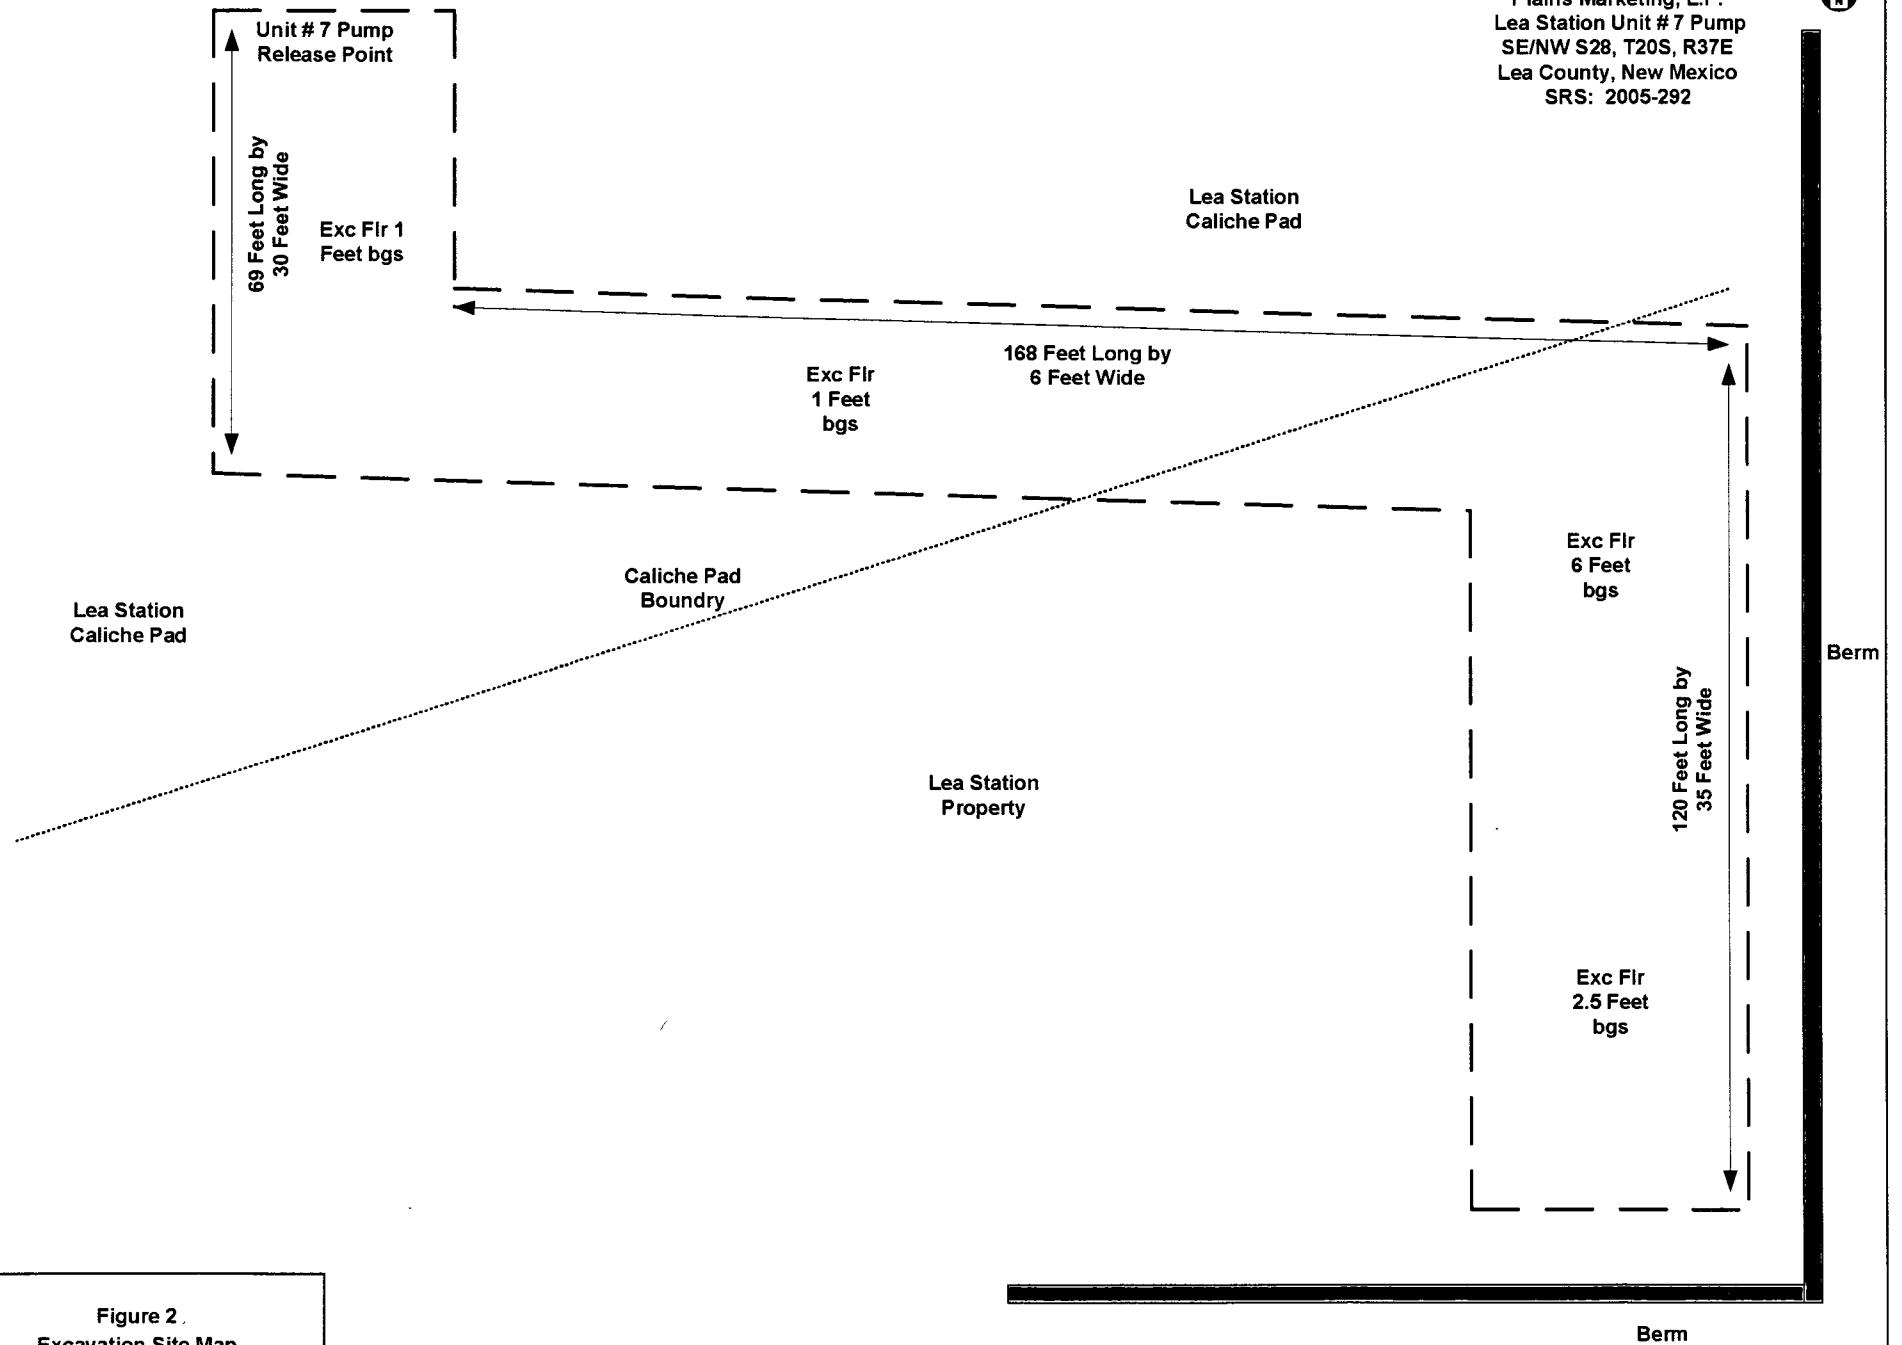 Plains Marketing, L.P.
Lea Station Unit # 7 Pump
SE/NW S28, T20S, R37E
Lea County, New Mexico
SRS: 2005-292
N
Unit # 7 Pump
Release Point
69 Feet Long by
30 Feet Wide
Exc Flr 1
Feet bgs
Lea Station
Caliche Pad
168 Feet Long by
6 Feet Wide
Exc Flr
1 Feet
bgs
Exc Flr
6 Feet
bgs
Caliche Pad
Boundry
Lea Station
Caliche Pad
Berm
120 Feet Long by
35 Feet Wide
Lea Station
Property
Exc Flr
2.5 Feet
bgs
Figure 2
Excavation Site Map
Berm